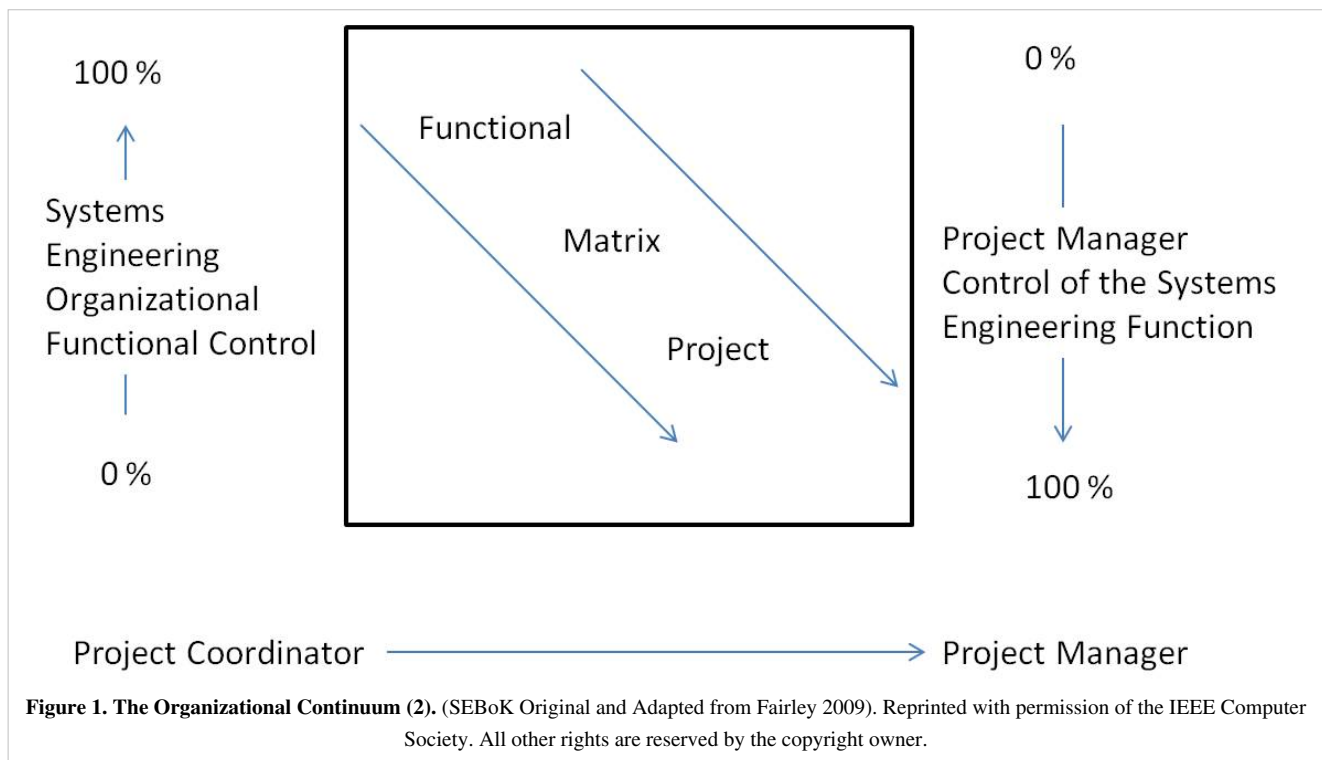 100 %
Systems
Engineering
Organizational
Functional Control
0 %
Functional
Matrix
Project
0 %
Project Manager
Control of the Systems
Engineering Function
100 %
Project Coordinator
Project Manager
Figure 1. The Organizational Continuum (2). (SEBoK Original and Adapted from Fairley 2009). Reprinted with permission of the IEEE Computer
Society. All other rights are reserved by the copyright owner.